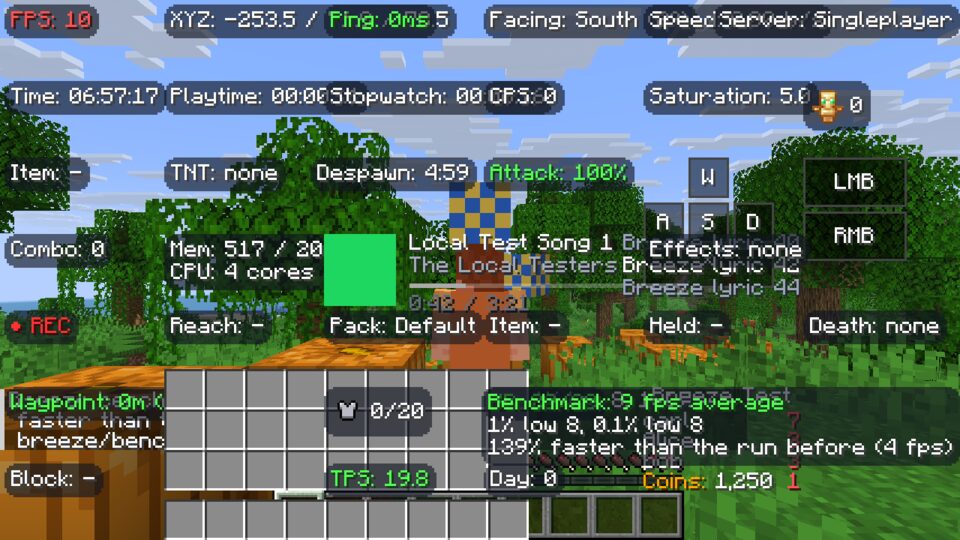 FPS: 10
XYZ: -253.5 /
Ping: 0ms
5
Facing: South
Speed
Server: Singleplayer
Time: 06:57:17
Playtime: 00:00
Stopwatch: 00
CPS: 0
Saturation: 5.0
0
Item: -
TNT: none
Despawn: 4:59
Attack: 100%
W
LMB
A
S
D
RMB
Combo: 0
Mem: 517 / 20
CPU: 4 cores
Local Test Song 1
The Local Testers
0:42 / 3:21
Effects: none
Breeze lyric 42
Breeze lyric 44
● REC
Reach: -
Pack: Default
Item: -
Held: -
Death: none
Waypoint: 0m
faster than
breeze/benc
0/20
Benchmark: 9 fps average
1% low 8, 0.1% low 8
139% faster than the run before (4 fps)
7
Block: -
TPS: 19.8
Day: 0
Coins: 1,250
1